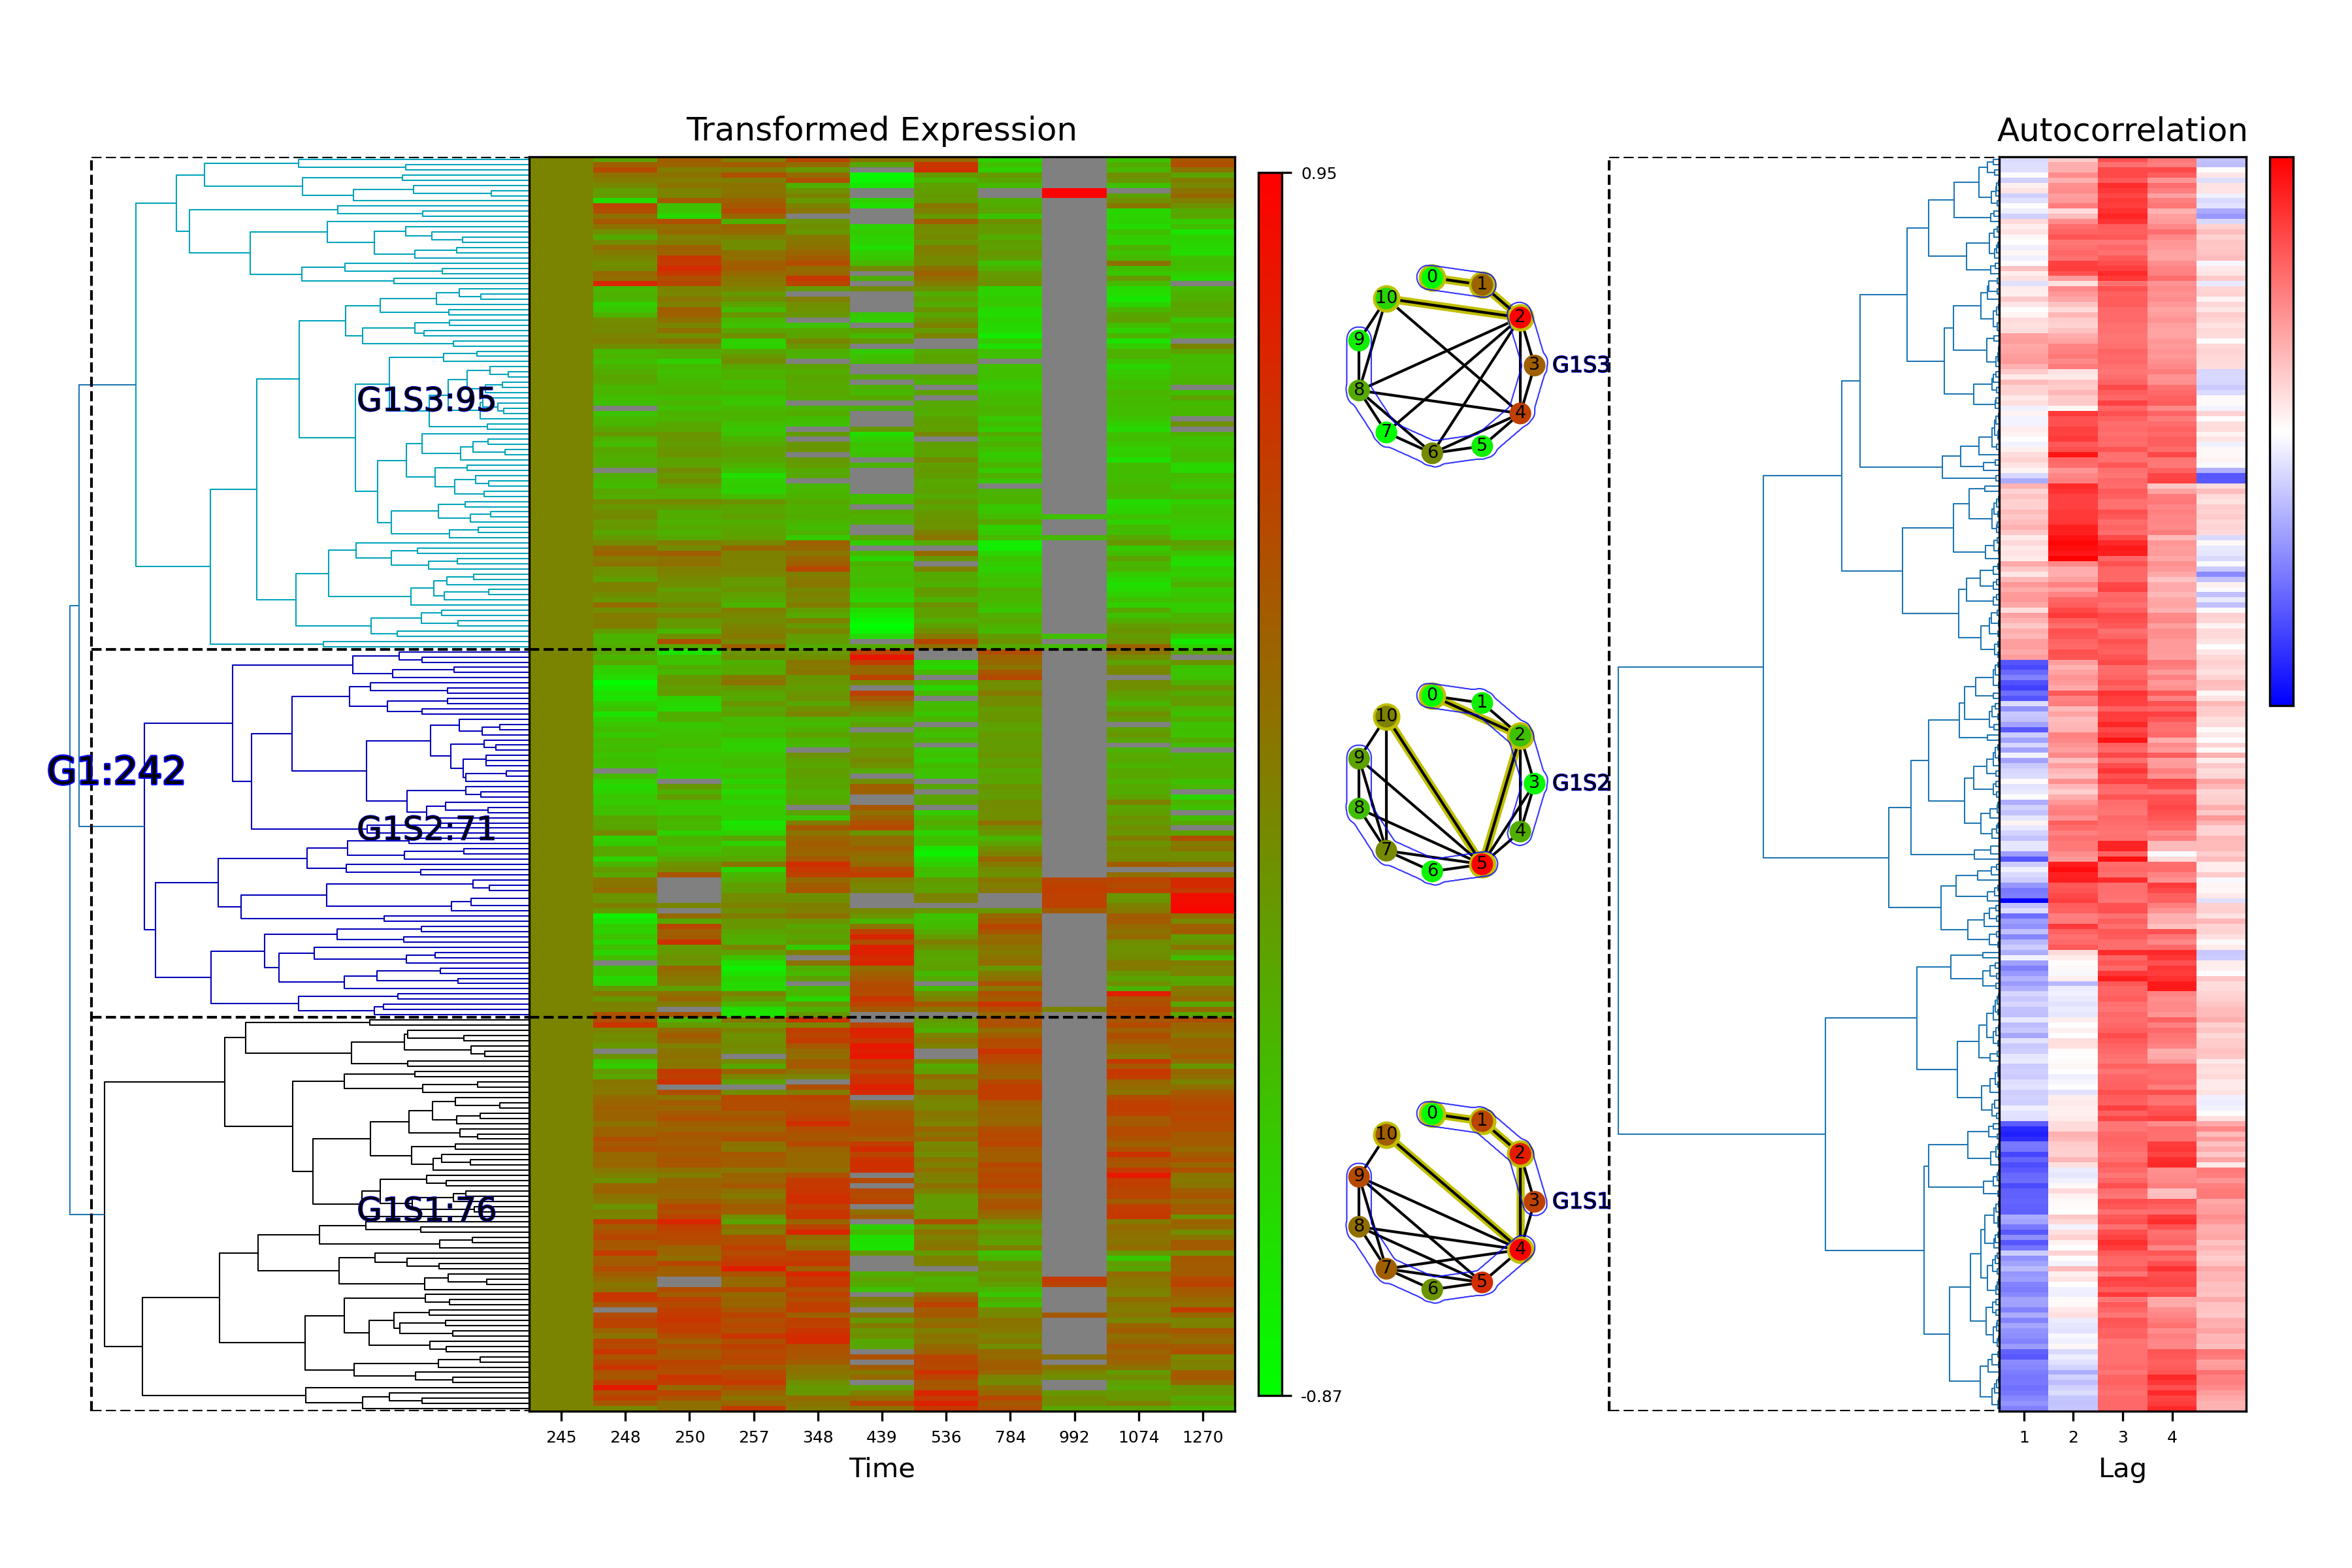 Transformed Expression
Autocorrelation
0.95
-0.87
G1:242
G1S3:95
G1S2:71
G1S1:76
0
1
2
3
4
5
6
7
8
9
10
G1S3
0
1
2
3
4
5
6
7
8
9
10
G1S2
0
1
2
3
4
5
6
7
8
9
10
G1S1
245 248 250 257 348 439 536 784 992 1074 1270
Time
1 2 3 4
Lag